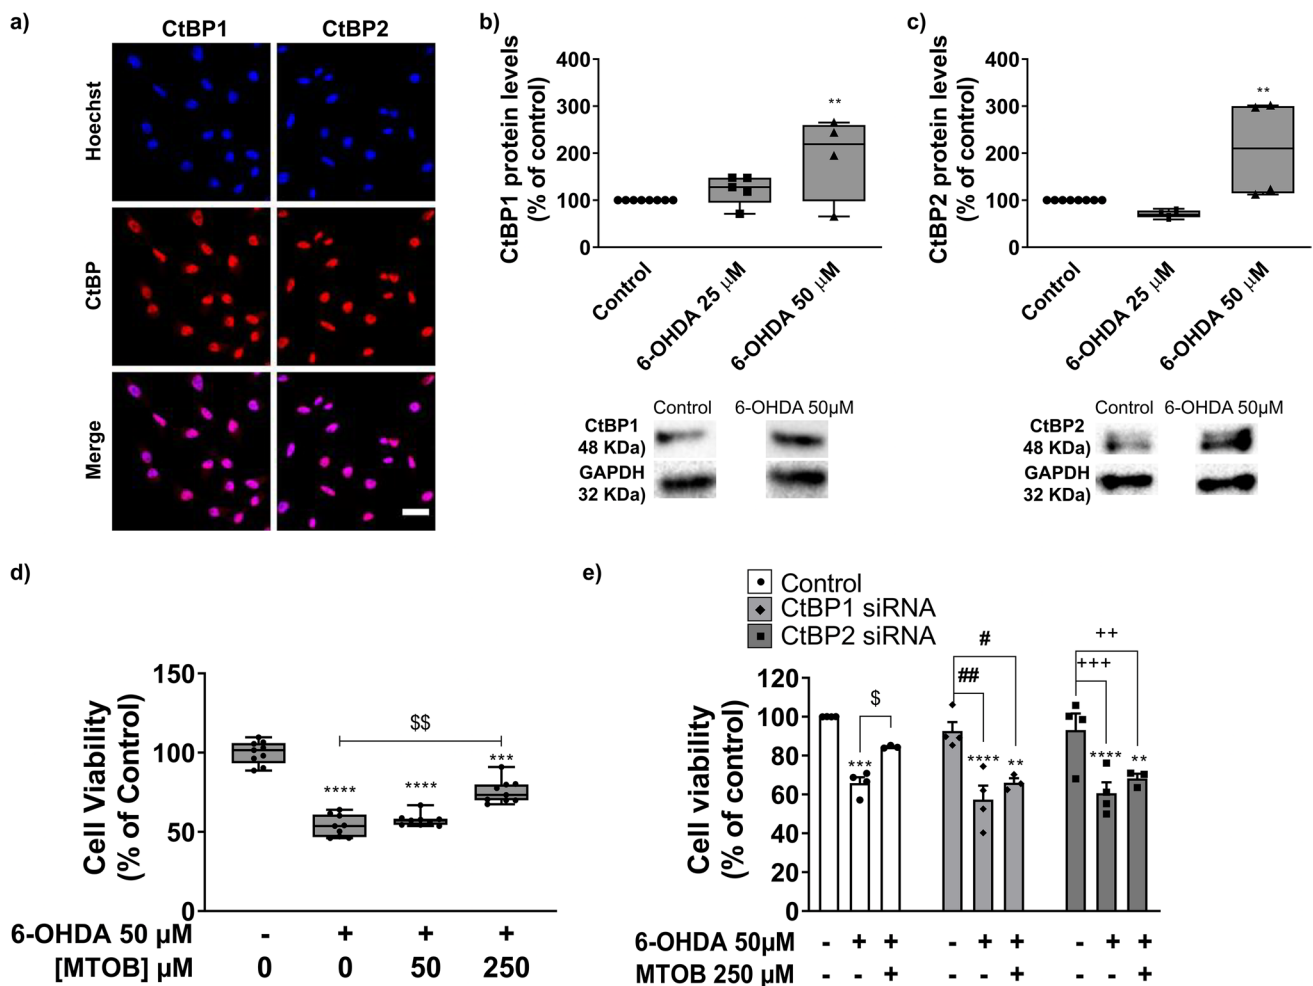 a)
CtBP1
CtBP2
Hoechst
CtBP
Merge
b)
CtBP1 protein levels
(% of control)
400
300
200
100
0
**
Control
6-OHDA 25 µM
6-OHDA 50 µM
Control
6-OHDA 50µM
CtBP1
48 KDa)
GAPDH
32 KDa)
c)
CtBP2 protein levels
(% of control)
400
300
200
100
0
**
Control
6-OHDA 25 µM
6-OHDA 50 µM
Control
6-OHDA 50µM
CtBP2
48 KDa)
GAPDH
32 KDa)
d)
Cell Viability
(% of Control)
150
100
50
0
$$
****
****
***
6-OHDA 50 µM - + + +
[MTOB] µM 0 0 50 250
e)
Control
CtBP1 siRNA
CtBP2 siRNA
Cell viability
(% of control)
120
100
80
60
40
20
0
***
$
#
##
****
**
++
+++
****
**
6-OHDA 50µM - + + - + + - + +
MTOB 250 µM - - + - - + - - +